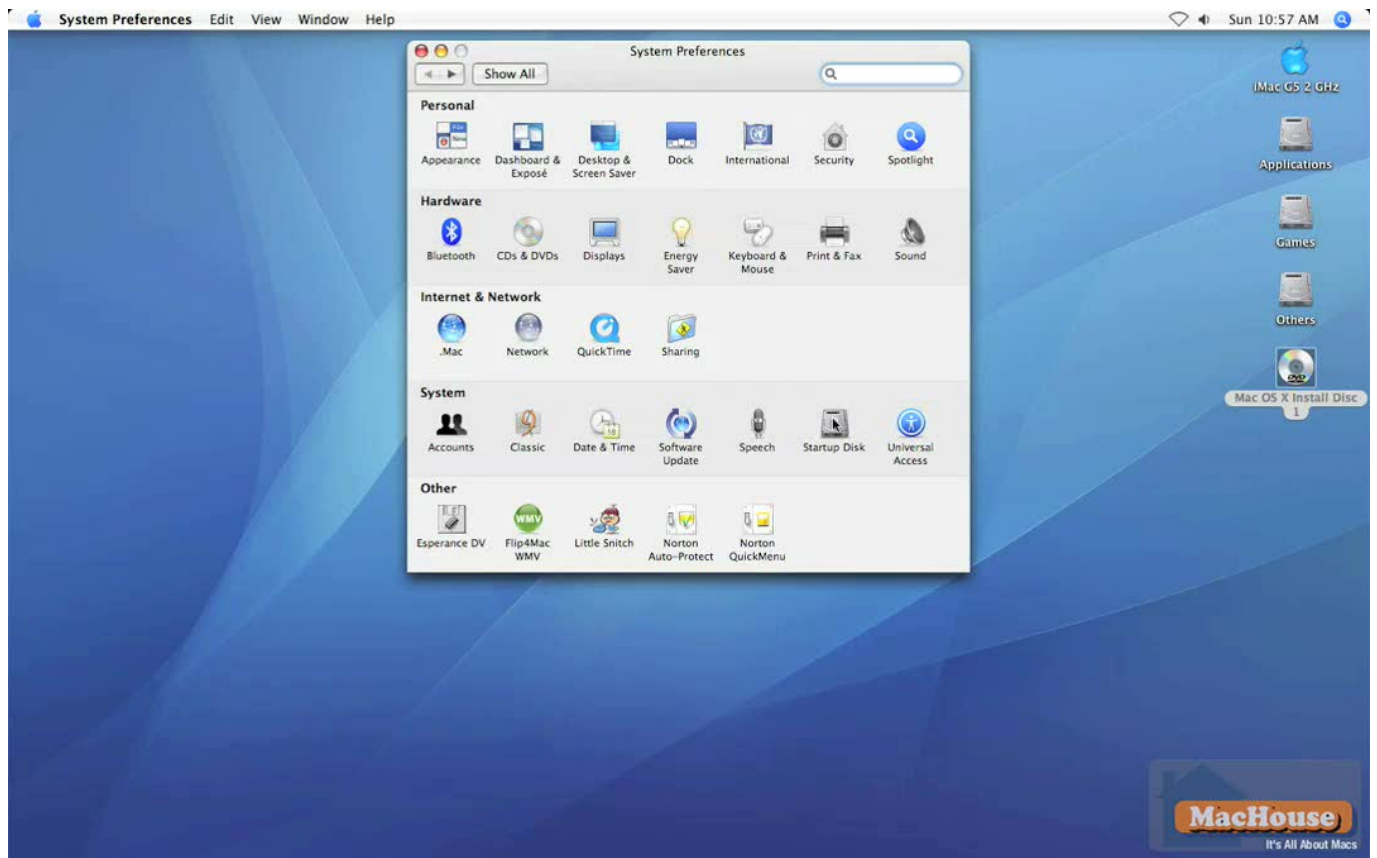 System Preferences Edit View Window Help
Sun 10:57 AM
System Preferences
Show All
Personal
Appearance
Dashboard &
Exposé
Desktop &
Screen Saver
Dock
International
Security
Spotlight
Hardware
Bluetooth
CDs & DVDs
Displays
Energy
Saver
Keyboard &
Mouse
Print & Fax
Sound
Internet & Network
.Mac
Network
QuickTime
Sharing
System
Accounts
Classic
Date & Time
Software
Update
Speech
Startup Disk
Universal
Access
Other
Esperance DV
WMV
Flip4Mac
WMV
Little Snitch
Norton
Auto-Protect
Norton
QuickMenu
iMac G5 2 GHz
Applications
Games
Others
DVD
Mac OS X Install Disc
1
MacHouse
It's All About Macs